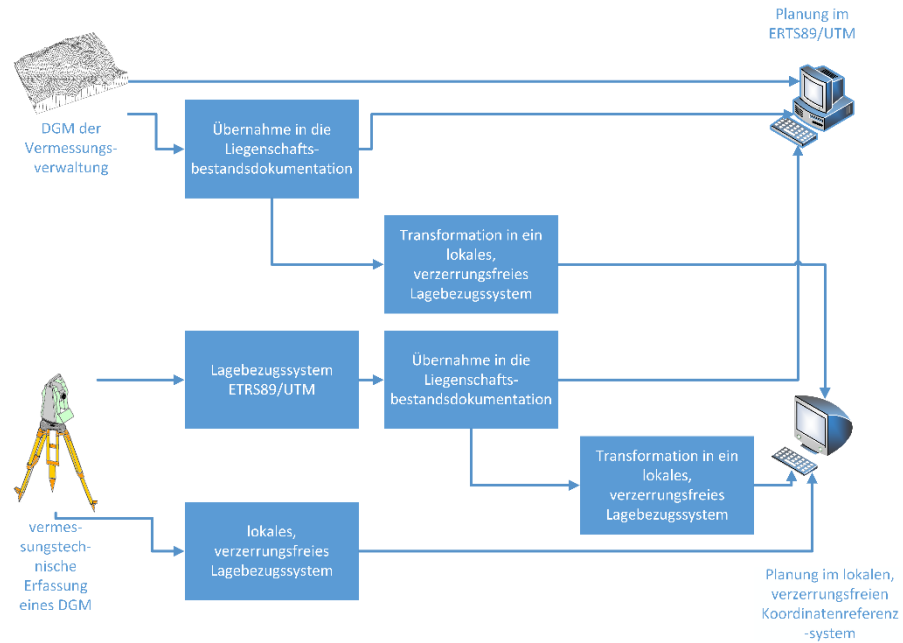 Planung im
ERTS89/UTM
DGM der
Vermessungs-
verwaltung
Übernahme in die
Liegenschafts-
bestandsdokumentation
Transformation in ein
lokales,
verzerrungsfreies
Lagebezugssystem
Lagebezugssystem
ETRS89/UTM
Übernahme in die
Liegenschafts-
bestandsdokumentation
Transformation in ein
lokales,
verzerrungsfreies
Lagebezugssystem
vermes-
sungstech-
nische
Erfassung
eines DGM
lokales,
verzerrungsfreies
Lagebezugssystem
Planung im lokalen,
verzerrungsfreien
Koordinatenreferenz
-system